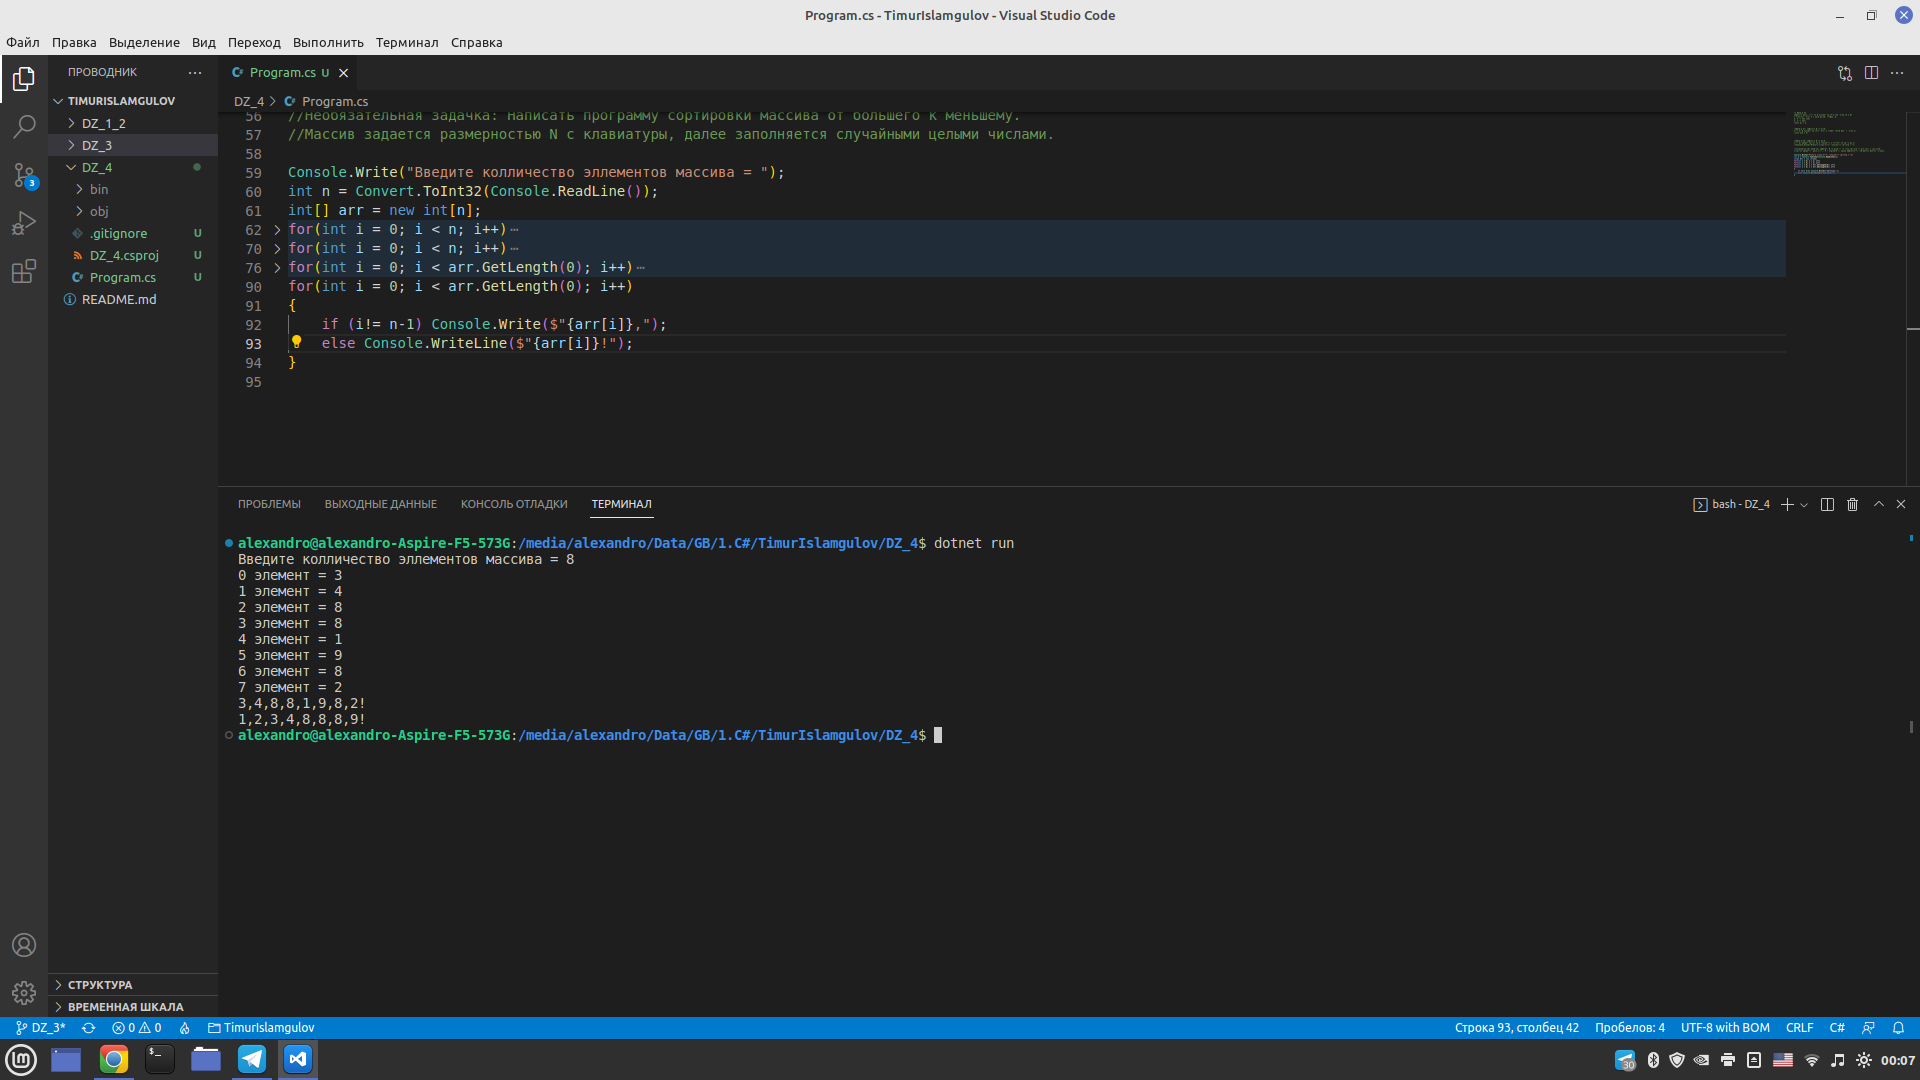 Program.cs - TimurIslamgulov - Visual Studio Code
Файл Правка Выделение Вид Переход Выполнить Терминал Справка
ПРОВОДНИК
TIMURISLAMGULOV
DZ_1_2
DZ_3
DZ_4
bin
obj
.gitignore U
DZ_4.csproj U
Program.cs U
README.md
СТРУКТУРА
ВРЕМЕННАЯ ШКАЛА
Program.cs U
DZ_4 > Program.cs
56 //Необязательная задачка: Написать программу сортировки массива от большего к меньшему.
57 //Массив задается размерностью N с клавиатуры, далее заполняется случайными целыми числами.
58
59 Console.Write("Введите колличество эллементов массива = ");
60 int n = Convert.ToInt32(Console.ReadLine());
61 int[] arr = new int[n];
62 for(int i = 0; i < n; i++)⋯
70 for(int i = 0; i < n; i++)⋯
76 for(int i = 0; i < arr.GetLength(0); i++)⋯
90 for(int i = 0; i < arr.GetLength(0); i++)
91 {
92 if (i!= n-1) Console.Write($"{arr[i]},");
93 else Console.WriteLine($"{arr[i]}!");
94 }
95
ПРОБЛЕМЫ ВЫХОДНЫЕ ДАННЫЕ КОНСОЛЬ ОТЛАДКИ ТЕРМИНАЛ bash - DZ_4
alexandro@alexandro-Aspire-F5-573G:/media/alexandro/Data/GB/1.C#/TimurIslamgulov/DZ_4$ dotnet run
Введите колличество эллементов массива = 8
0 элемент = 3
1 элемент = 4
2 элемент = 8
3 элемент = 8
4 элемент = 1
5 элемент = 9
6 элемент = 8
7 элемент = 2
3,4,8,8,1,9,8,2!
1,2,3,4,8,8,8,9!
alexandro@alexandro-Aspire-F5-573G:/media/alexandro/Data/GB/1.C#/TimurIslamgulov/DZ_4$
DZ_3* 0 0 TimurIslamgulov Строка 93, столбец 42 Пробелов: 4 UTF-8 with BOM CRLF C#
30 00:07